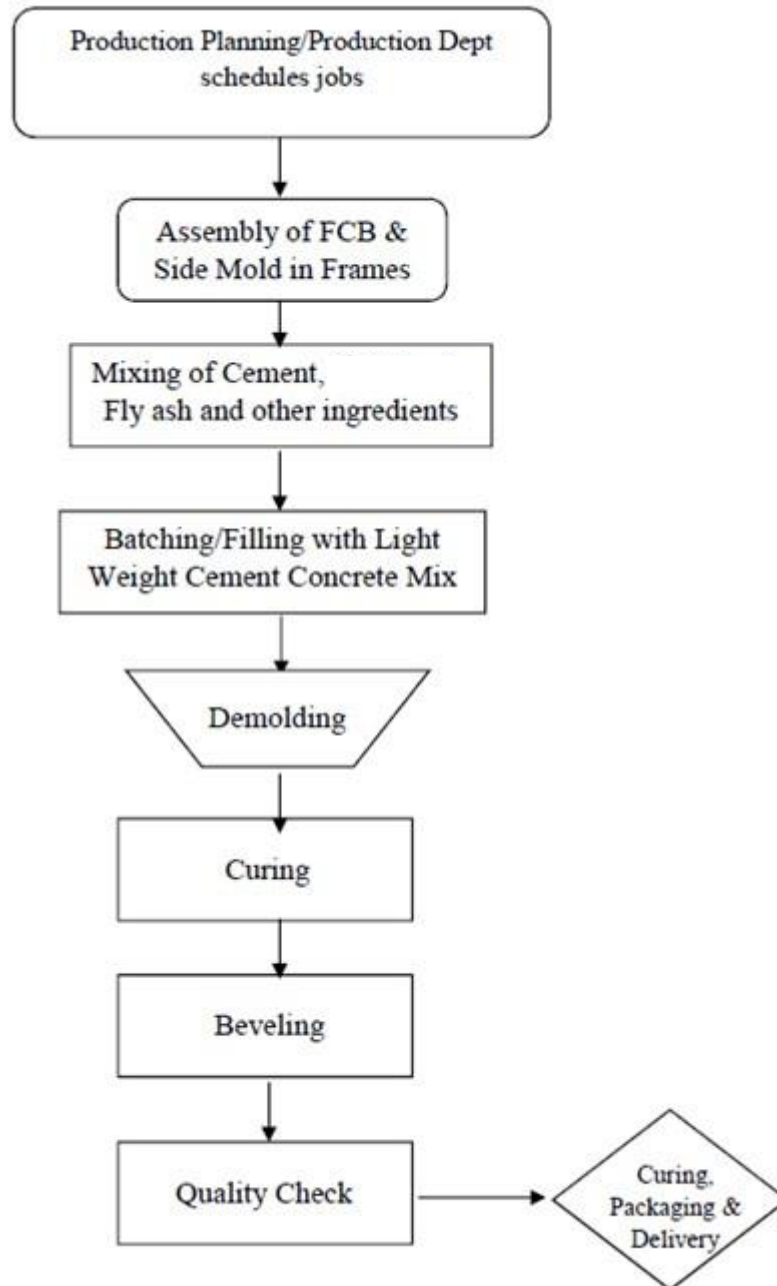 Production Planning/Production Dept
schedules jobs
Assembly of FCB &
Side Mold in Frames
Mixing of Cement,
Fly ash and other ingredients
Batching/Filling with Light
Weight Cement Concrete Mix
Demolding
Curing
Beveling
Quality Check
Curing,
Packaging &
Delivery